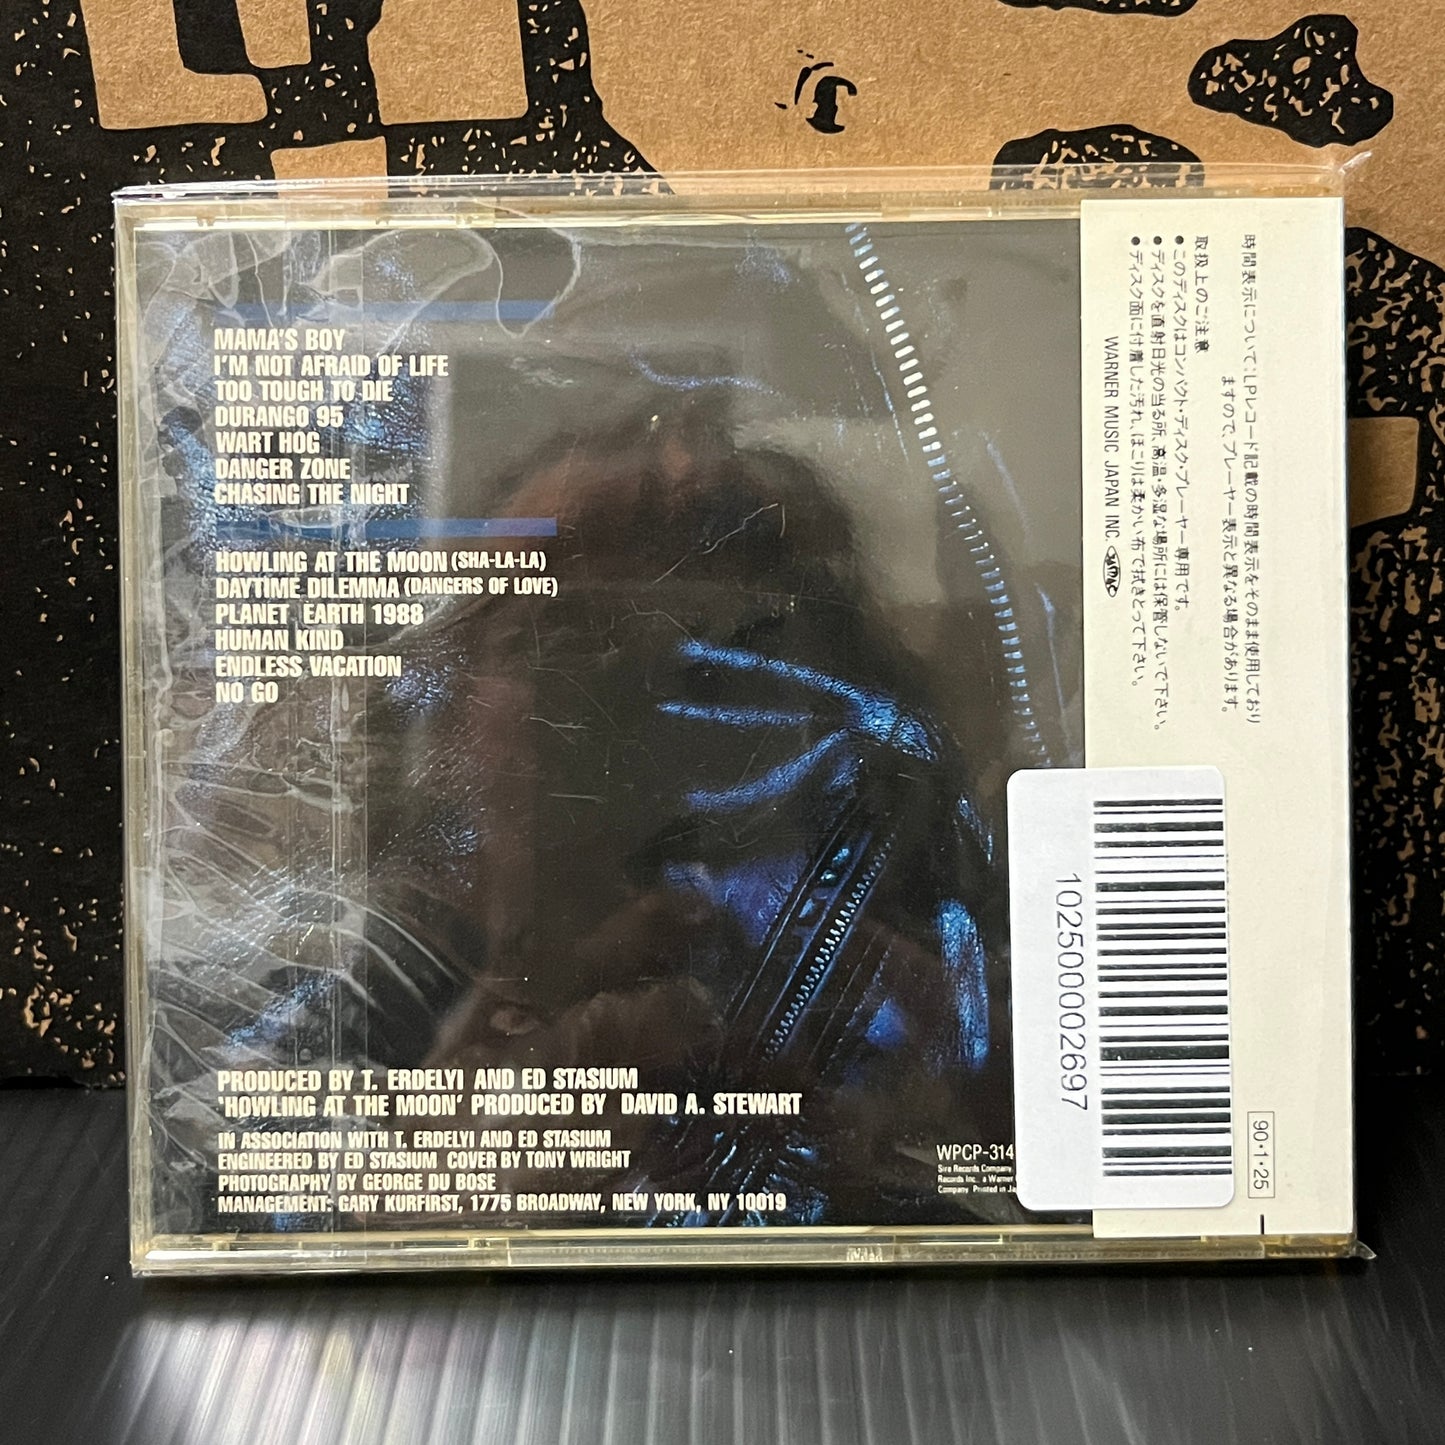 MAMA'S BOY
I'M NOT AFRAID OF LIFE
TOO TOUGH TO DIE
DURANGO 95
WART HOG
DANGER ZONE
CHASING THE NIGHT
HOWLING AT THE MOON (SHA-LA-LA)
DAYTIME DILEMMA (DANGERS OF LOVE)
PLANET EARTH 1988
HUMAN KIND
ENDLESS VACATION
NO GO
PRODUCED BY T. ERDELYI AND ED STASIUM
'HOWLING AT THE MOON' PRODUCED BY DAVID A. STEWART
IN ASSOCIATION WITH T. ERDELYI AND ED STASIUM
ENGINEERED BY ED STASIUM COVER BY TONY WRIGHT
PHOTOGRAPHY BY GEORGE DU BOSE
MANAGEMENT: GARY KURFIRST, 1775 BROADWAY, NEW YORK, NY 10019
WPCP-314
Sire Records Company
Records Inc., a Warner
Company Printed in
時間表示について:LPレコード記載の時間表示をそのまま使用しており
ますので、プレーヤー表示と異なる場合があります。
取扱上のご注意
●このディスクはコンパクト・ディスク・プレーヤー専用です。
●ディスクを直射日光の当る所、高温・多湿な場所には保管しないで下さい。
●ディスク面に付着した汚れ、ほこりは柔かい布で拭きとって下さい。
WARNER MUSIC JAPAN INC.
1025000002697
90・1・25